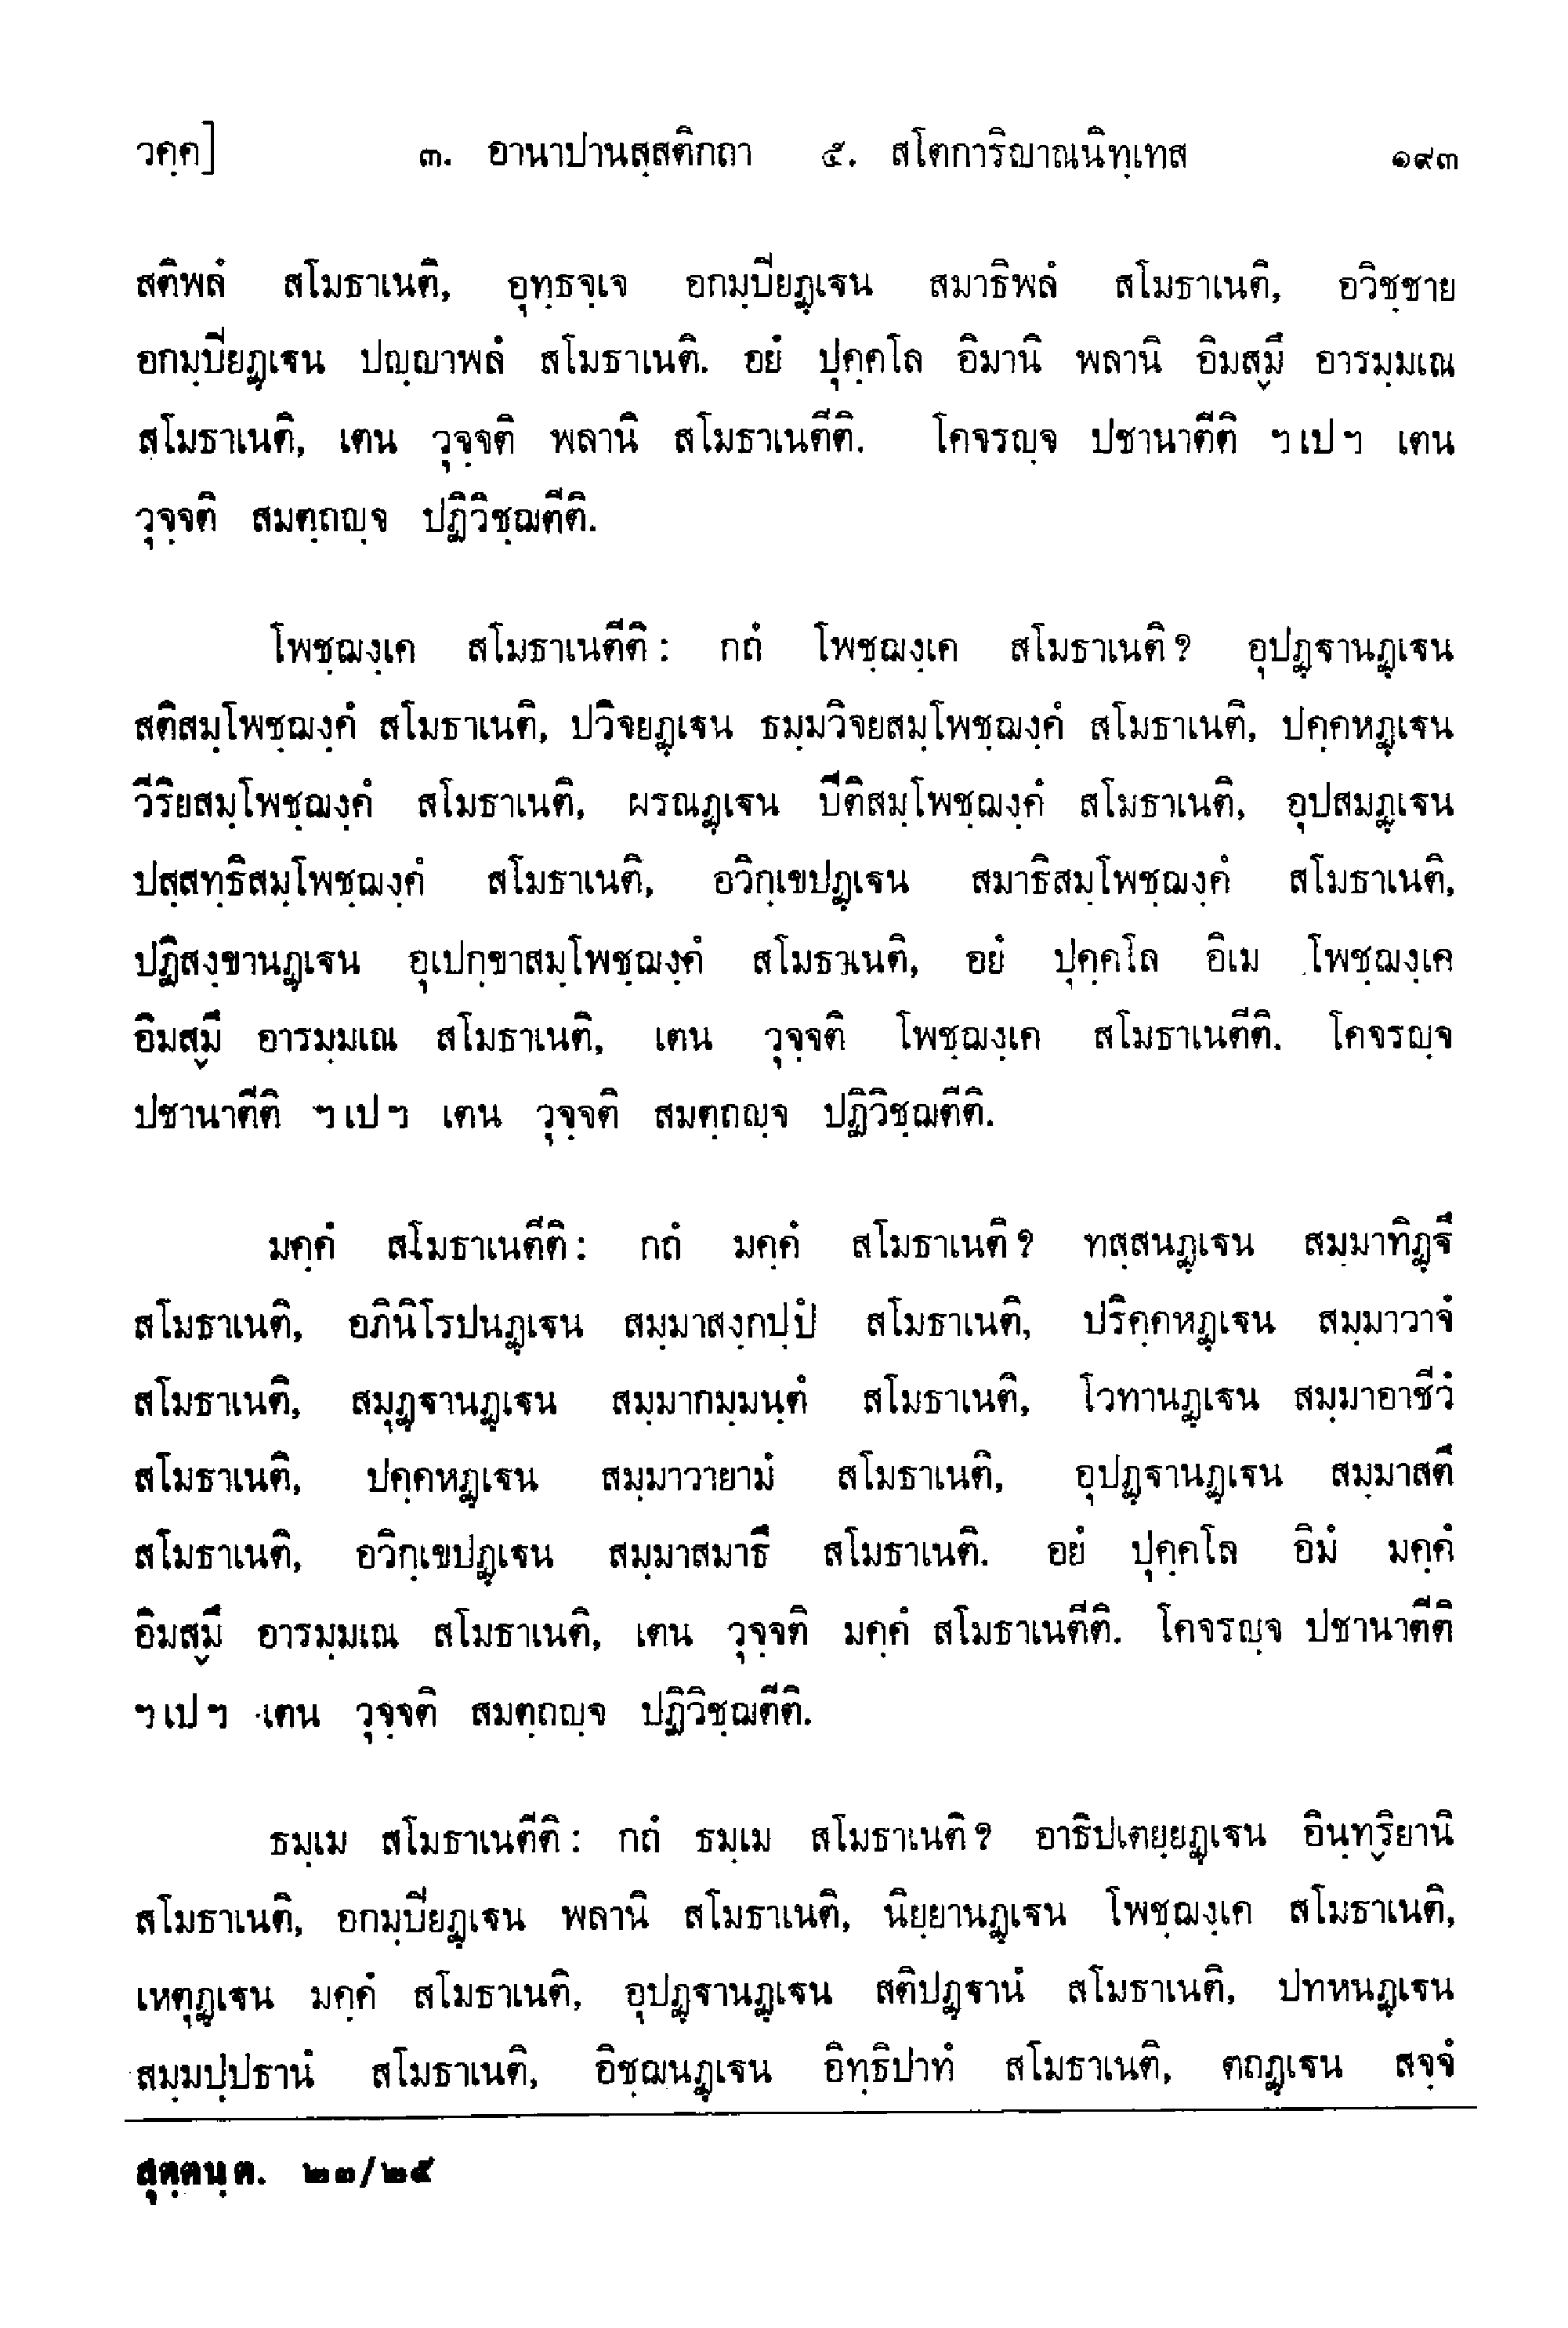 วคฺค] ๓. อานาปานสฺสติกถา ๕. สโตการิญาณนิทฺเทส ๑๙๓
สติพลํ สโมธาเนติ, อุทฺธจฺเจ อกมฺปิยฏฺเฐน สมาธิพลํ สโมธาเนติ, อวิชฺชาย
อกมฺปิยฏฺเฐน ปญฺญาพลํ สโมธาเนติ. อยํ ปุคฺคโล อิมานิ พลานิ อิมสฺมึ อารมฺมเณ
สโมธาเนติ, เตน วุจฺจติ พลานิ สโมธาเนตีติ. โคจรญฺจ ปชานาตีติ ฯเปฯ เตน
วุจฺจติ สมตฺถญฺจ ปฏิวิชฺฌตีติ.
โพชฺฌงฺเค สโมธาเนตีติ: กถํ โพชฺฌงฺเค สโมธาเนติ? อุปฏฺฐานฏฺเฐน
สติสมฺโพชฺฌงฺคํ สโมธาเนติ, ปวิจยฏฺเฐน ธมฺมวิจยสมฺโพชฺฌงฺคํ สโมธาเนติ, ปคฺคหฏฺเฐน
วีริยสมฺโพชฺฌงฺคํ สโมธาเนติ, ผรณฏฺเฐน ปีติสมฺโพชฺฌงฺคํ สโมธาเนติ, อุปสมฏฺเฐน
ปสฺสทฺธิสมฺโพชฺฌงฺคํ สโมธาเนติ, อวิกฺเขปฏฺเฐน สมาธิสมฺโพชฺฌงฺคํ สโมธาเนติ,
ปฏิสงฺขานฏฺเฐน อุเปกฺขาสมฺโพชฺฌงฺคํ สโมธาเนติ, อยํ ปุคฺคโล อิเม โพชฺฌงฺเค
อิมสฺมึ อารมฺมเณ สโมธาเนติ, เตน วุจฺจติ โพชฺฌงฺเค สโมธาเนตีติ. โคจรญฺจ
ปชานาตีติ ฯเปฯ เตน วุจฺจติ สมตฺถญฺจ ปฏิวิชฺฌตีติ.
มคฺคํ สโมธาเนตีติ: กถํ มคฺคํ สโมธาเนติ? ทสฺสนฏฺเฐน สมฺมาทิฏฺฐึ
สโมธาเนติ, อภินิโรปนฏฺเฐน สมฺมาสงฺกปฺปํ สโมธาเนติ, ปริคฺคหฏฺเฐน สมฺมาวาจํ
สโมธาเนติ, สมุฏฺฐานฏฺเฐน สมฺมากมฺมนฺตํ สโมธาเนติ, โวทานฏฺเฐน สมฺมาอาชีวํ
สโมธาเนติ, ปคฺคหฏฺเฐน สมฺมาวายามํ สโมธาเนติ, อุปฏฺฐานฏฺเฐน สมฺมาสตึ
สโมธาเนติ, อวิกฺเขปฏฺเฐน สมฺมาสมาธึ สโมธาเนติ. อยํ ปุคฺคโล อิมํ มคฺคํ
อิมสฺมึ อารมฺมเณ สโมธาเนติ, เตน วุจฺจติ มคฺคํ สโมธาเนตีติ. โคจรญฺจ ปชานาตีติ
ฯเปฯ เตน วุจฺจติ สมตฺถญฺจ ปฏิวิชฺฌตีติ.
ธมฺเม สโมธาเนตีติ: กถํ ธมฺเม สโมธาเนติ? อาธิปเตยฺยฏฺเฐน อินฺทฺริยานิ
สโมธาเนติ, อกมฺปิยฏฺเฐน พลานิ สโมธาเนติ, นิยฺยานฏฺเฐน โพชฺฌงฺเค สโมธาเนติ,
เหตุฏฺเฐน มคฺคํ สโมธาเนติ, อุปฏฺฐานฏฺเฐน สติปฏฺฐานํ สโมธาเนติ, ปทหนฏฺเฐน
สมฺมปฺปธานํ สโมธาเนติ, อิชฺฌนฏฺเฐน อิทฺธิปาทํ สโมธาเนติ, ตถฏฺเฐน สจฺจํ
สุตฺตนฺต. ๒๓/๒๕